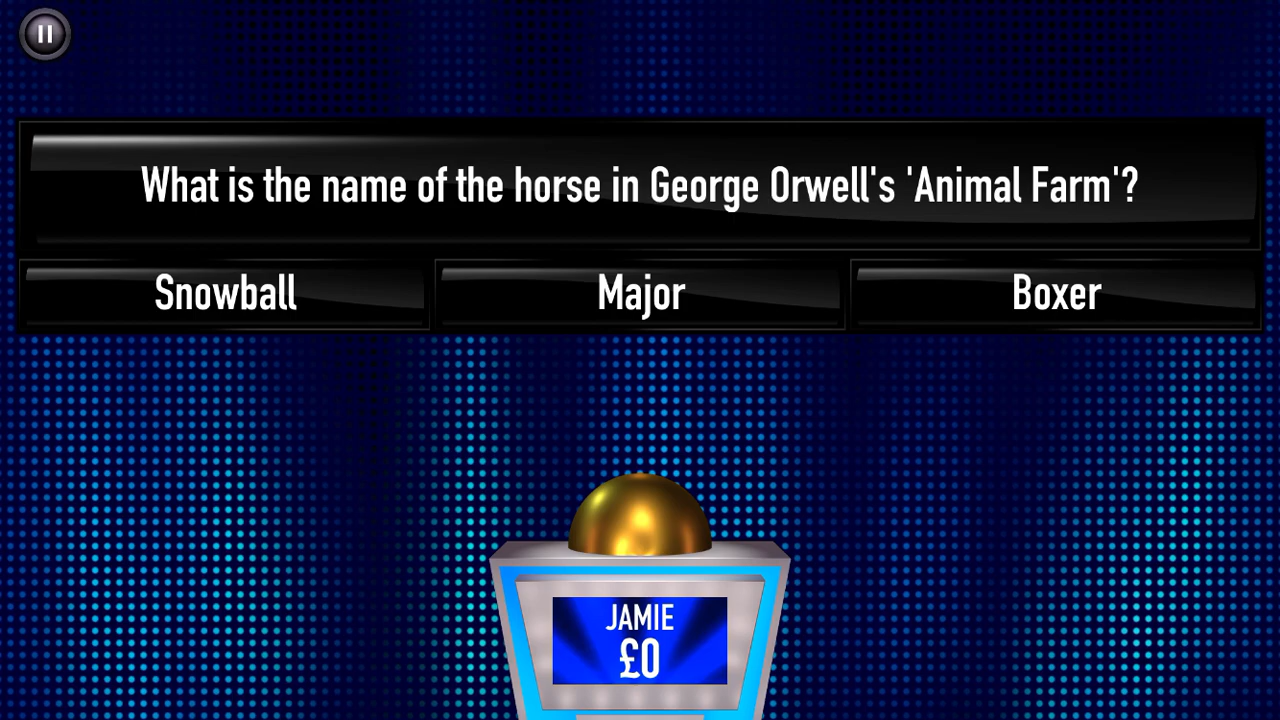 What is the name of the horse in George Orwell's 'Animal Farm'?
Snowball
Major
Boxer
JAMIE
£0